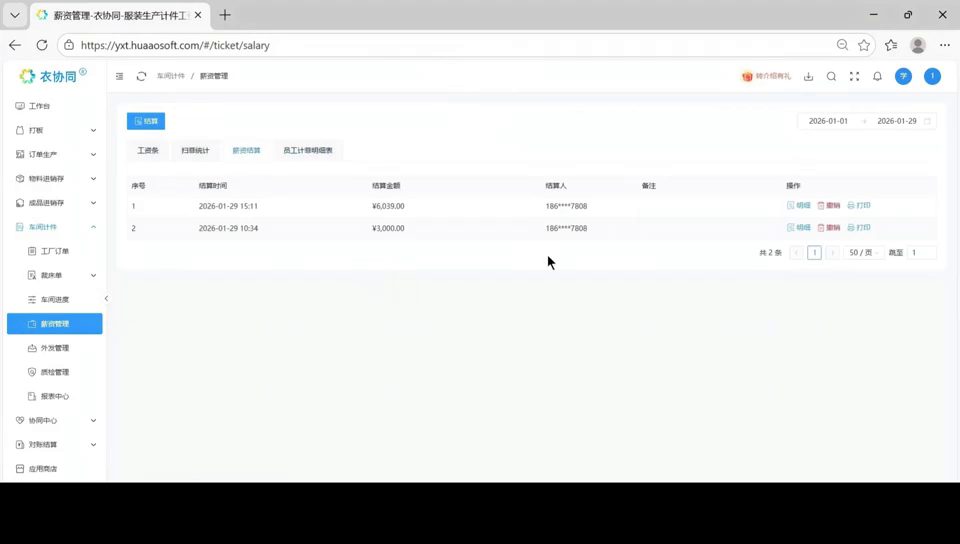 薪资管理-衣协同-服装生产计件工
https://yxt.huaaosoft.com/#/ticket/salary
衣协同®
车间计件 / 薪资管理
转介绍有礼
学
1
工作台
打板
订单生产
物料进销存
成品进销存
车间计件
工厂订单
裁床单
车间进度
薪资管理
外发管理
质检管理
报表中心
协同中心
对账结算
应用商店
结算
2026-01-01 → 2026-01-29
工资条 扫菲统计 薪资结算 员工计菲明细表
序号 结算时间 结算金额 结算人 备注 操作
1 2026-01-29 15:11 ¥6,039.00 186****7808 明细 撤销 打印
2 2026-01-29 10:34 ¥3,000.00 186****7808 明细 撤销 打印
共 2 条 1 50 / 页 跳至 1